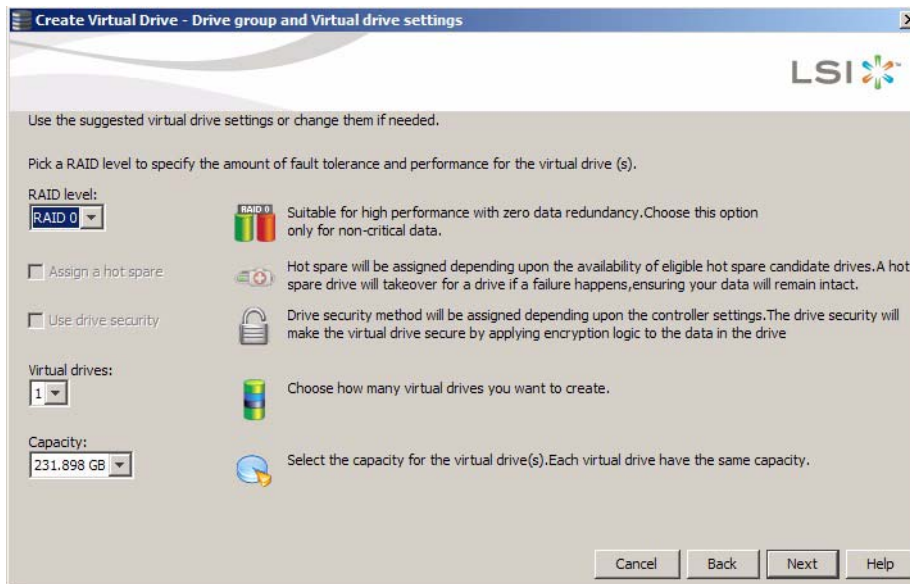 Create Virtual Drive - Drive group and Virtual drive settings
LSI
Use the suggested virtual drive settings or change them if needed.
Pick a RAID level to specify the amount of fault tolerance and performance for the virtual drive (s).
RAID level:
RAID 0
RAID 0
Suitable for high performance with zero data redundancy.Choose this option
only for non-critical data.
Assign a hot spare
Hot spare will be assigned depending upon the availability of eligible hot spare candidate drives.A hot
spare drive will takeover for a drive if a failure happens,ensuring your data will remain intact.
Use drive security
Drive security method will be assigned depending upon the controller settings.The drive security will
make the virtual drive secure by applying encryption logic to the data in the drive
Virtual drives:
1
Choose how many virtual drives you want to create.
Capacity:
231.898 GB
Select the capacity for the virtual drive(s).Each virtual drive have the same capacity.
Cancel
Back
Next
Help